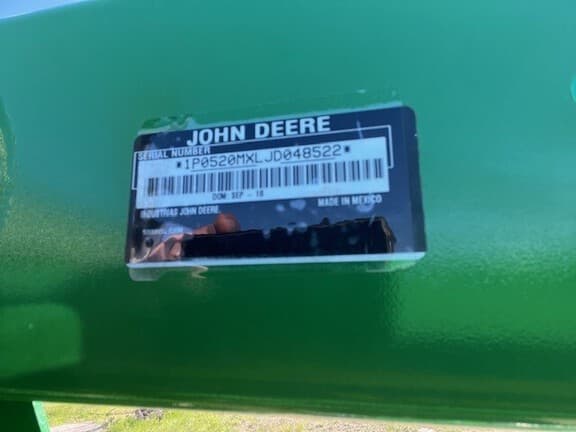 JOHN DEERE
SERIAL NUMBER
*1P0520MXLJD048522*
DOM SEP - 18
INDUSTRIAS JOHN DEERE
MADE IN MEXICO